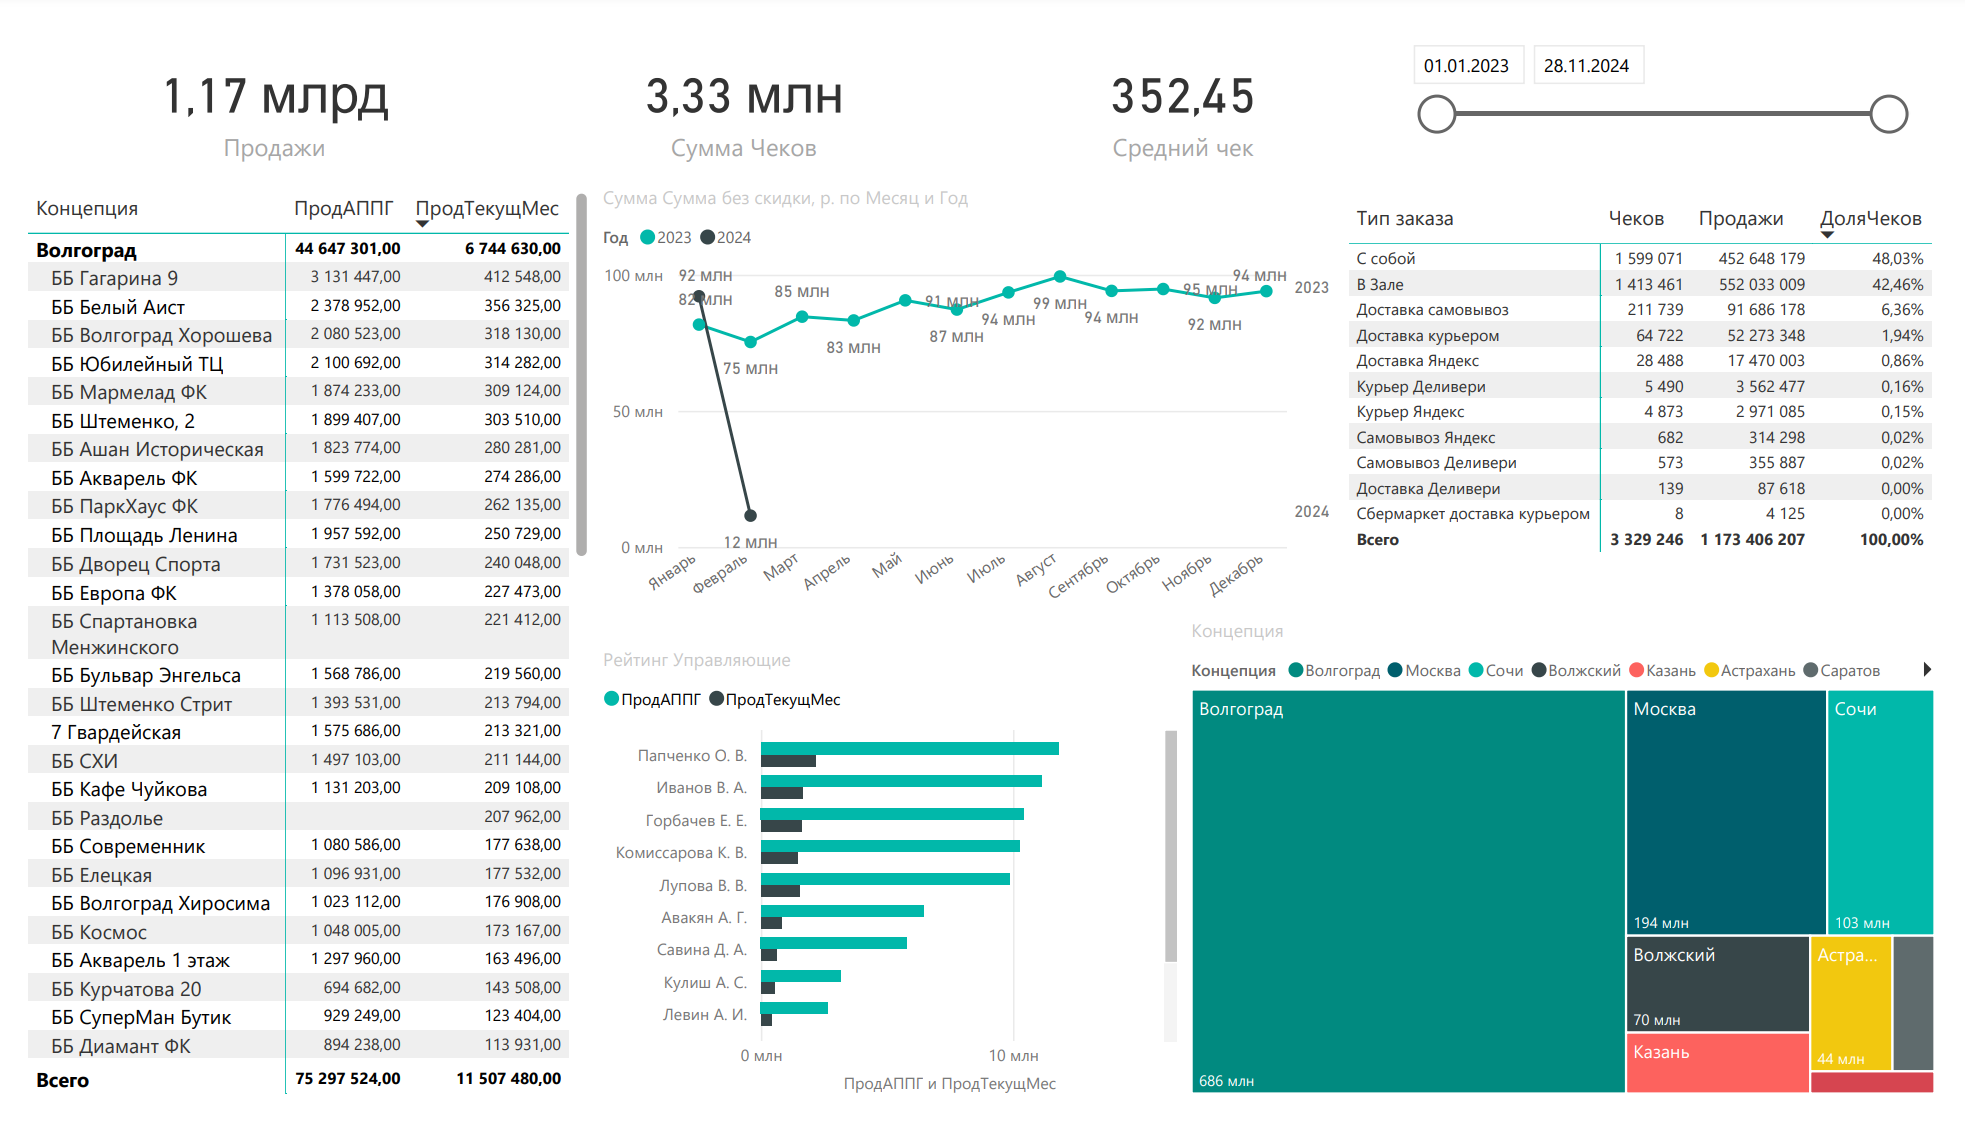 1,17 млрд
Продажи
3,33 млн
Сумма Чеков
352,45
Средний чек
01.01.2023
28.11.2024
Концепция ПродАППГ ПродТекущМес
Волгоград 44 647 301,00 6 744 630,00
ББ Гагарина 9 3 131 447,00 412 548,00
ББ Белый Аист 2 378 952,00 356 325,00
ББ Волгоград Хорошева 2 080 523,00 318 130,00
ББ Юбилейный ТЦ 2 100 692,00 314 282,00
ББ Мармелад ФК 1 874 233,00 309 124,00
ББ Штеменко, 2 1 899 407,00 303 510,00
ББ Ашан Историческая 1 823 774,00 280 281,00
ББ Акварель ФК 1 599 722,00 274 286,00
ББ ПаркХаус ФК 1 776 494,00 262 135,00
ББ Площадь Ленина 1 957 592,00 250 729,00
ББ Дворец Спорта 1 731 523,00 240 048,00
ББ Европа ФК 1 378 058,00 227 473,00
ББ Спартановка 1 113 508,00 221 412,00
Менжинского
ББ Бульвар Энгельса 1 568 786,00 219 560,00
ББ Штеменко Стрит 1 393 531,00 213 794,00
7 Гвардейская 1 575 686,00 213 321,00
ББ СХИ 1 497 103,00 211 144,00
ББ Кафе Чуйкова 1 131 203,00 209 108,00
ББ Раздолье 207 962,00
ББ Современник 1 080 586,00 177 638,00
ББ Елецкая 1 096 931,00 177 532,00
ББ Волгоград Хиросима 1 023 112,00 176 908,00
ББ Космос 1 048 005,00 173 167,00
ББ Акварель 1 этаж 1 297 960,00 163 496,00
ББ Курчатова 20 694 682,00 143 508,00
ББ СуперМан Бутик 929 249,00 123 404,00
ББ Диамант ФК 894 238,00 113 931,00
Всего 75 297 524,00 11 507 480,00
Сумма Сумма без скидки, р. по Месяц и Год
Год 2023 2024
100 млн
50 млн
0 млн
92 млн
82 млн
75 млн
12 млн
85 млн
83 млн
91 млн
87 млн
94 млн
99 млн
94 млн
95 млн
92 млн
94 млн
2023
2024
Январь
Февраль
Март
Апрель
Май
Июнь
Июль
Август
Сентябрь
Октябрь
Ноябрь
Декабрь
Тип заказа Чеков Продажи ДоляЧеков
С собой 1 599 071 452 648 179 48,03%
В Зале 1 413 461 552 033 009 42,46%
Доставка самовывоз 211 739 91 686 178 6,36%
Доставка курьером 64 722 52 273 348 1,94%
Доставка Яндекс 28 488 17 470 003 0,86%
Курьер Деливери 5 490 3 562 477 0,16%
Курьер Яндекс 4 873 2 971 085 0,15%
Самовывоз Яндекс 682 314 298 0,02%
Самовывоз Деливери 573 355 887 0,02%
Доставка Деливери 139 87 618 0,00%
Сбермаркет доставка курьером 8 4 125 0,00%
Всего 3 329 246 1 173 406 207 100,00%
Рейтинг Управляющие
ПродАППГ ПродТекущМес
Папченко О. В.
Иванов В. А.
Горбачев Е. Е.
Комиссарова К. В.
Лупова В. В.
Авакян А. Г.
Савина Д. А.
Кулиш А. С.
Левин А. И.
0 млн 10 млн
ПродАППГ и ПродТекущМес
Концепция
Концепция Волгоград Москва Сочи Волжский Казань Астрахань Саратов
Волгоград
686 млн
Москва
194 млн
Сочи
103 млн
Волжский
70 млн
Казань
Астра...
44 млн